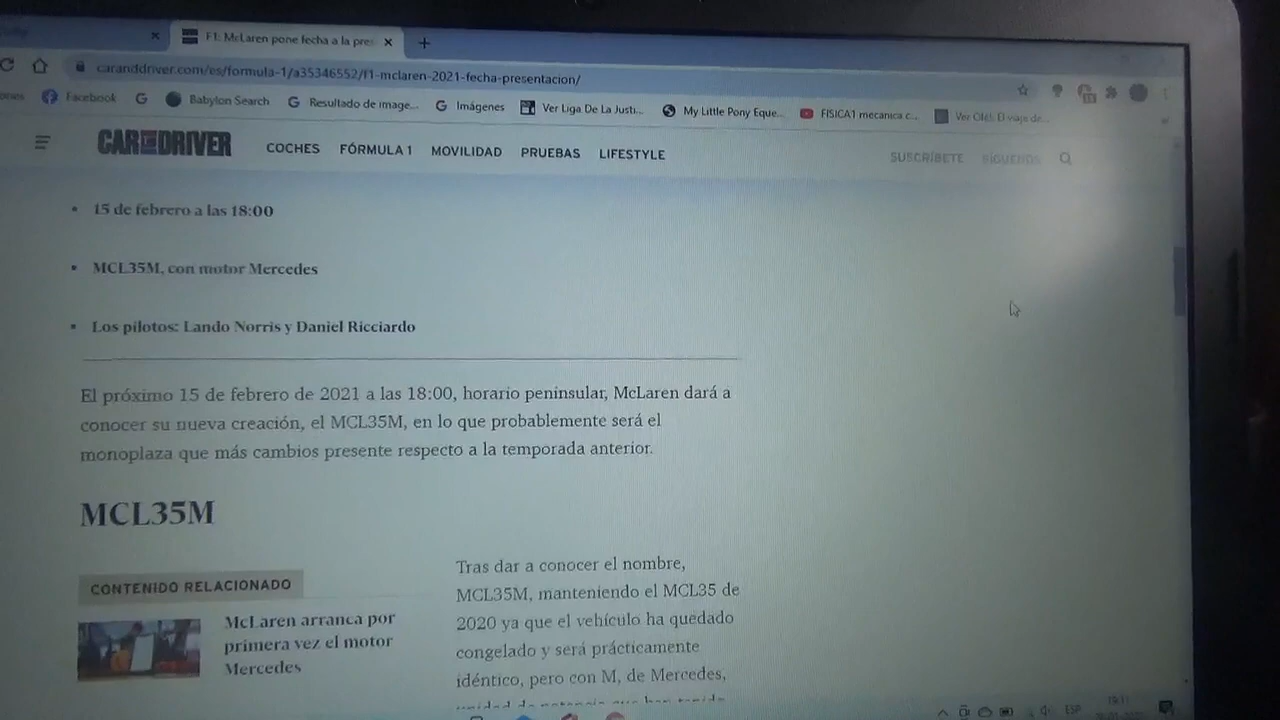 F1: McLaren pone fecha a la pres
caranddriver.com/es/formula-1/a35346552/f1-mclaren-2021-fecha-presentacion/
Facebook
Babylon Search
Resultado de image...
Imágenes
Ver Liga De La Justi...
My Little Pony Eque...
FISICA1 mecanica c...
CAR AND DRIVER
COCHES FÓRMULA 1 MOVILIDAD PRUEBAS LIFESTYLE
SUSCRÍBETE SÍGUENOS
• 15 de febrero a las 18:00
• MCL35M, con motor Mercedes
• Los pilotos: Lando Norris y Daniel Ricciardo
El próximo 15 de febrero de 2021 a las 18:00, horario peninsular, McLaren dará a
conocer su nueva creación, el MCL35M, en lo que probablemente será el
monoplaza que más cambios presente respecto a la temporada anterior.
MCL35M
CONTENIDO RELACIONADO
McLaren arranca por
primera vez el motor
Mercedes
Tras dar a conocer el nombre,
MCL35M, manteniendo el MCL35 de
2020 ya que el vehículo ha quedado
congelado y será prácticamente
idéntico, pero con M, de Mercedes,
ESP